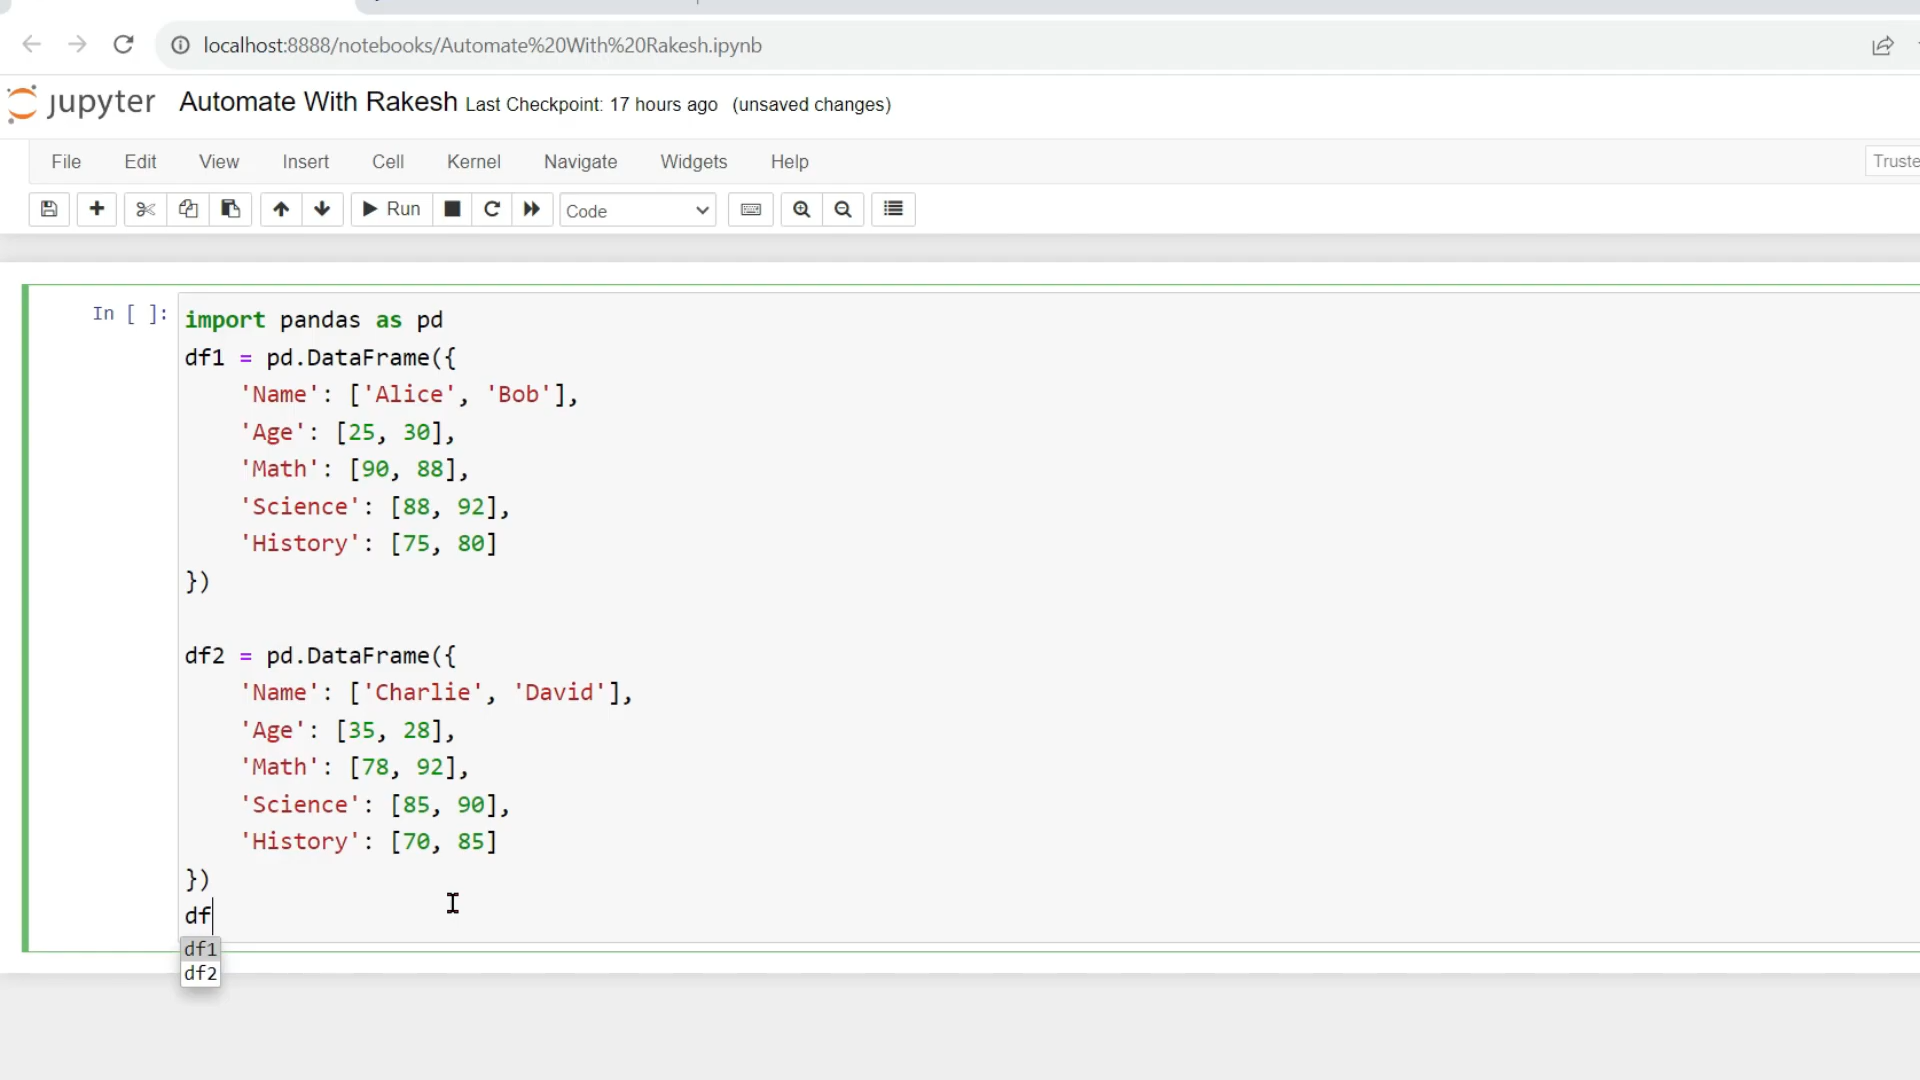 localhost:8888/notebooks/Automate%20With%20Rakesh.ipynb
jupyter Automate With Rakesh Last Checkpoint: 17 hours ago (unsaved changes)
File Edit View Insert Cell Kernel Navigate Widgets Help Truste
Run Code
In [ ]: import pandas as pd
df1 = pd.DataFrame({
    'Name': ['Alice', 'Bob'],
    'Age': [25, 30],
    'Math': [90, 88],
    'Science': [88, 92],
    'History': [75, 80]
})
df2 = pd.DataFrame({
    'Name': ['Charlie', 'David'],
    'Age': [35, 28],
    'Math': [78, 92],
    'Science': [85, 90],
    'History': [70, 85]
})
df
df1
df2